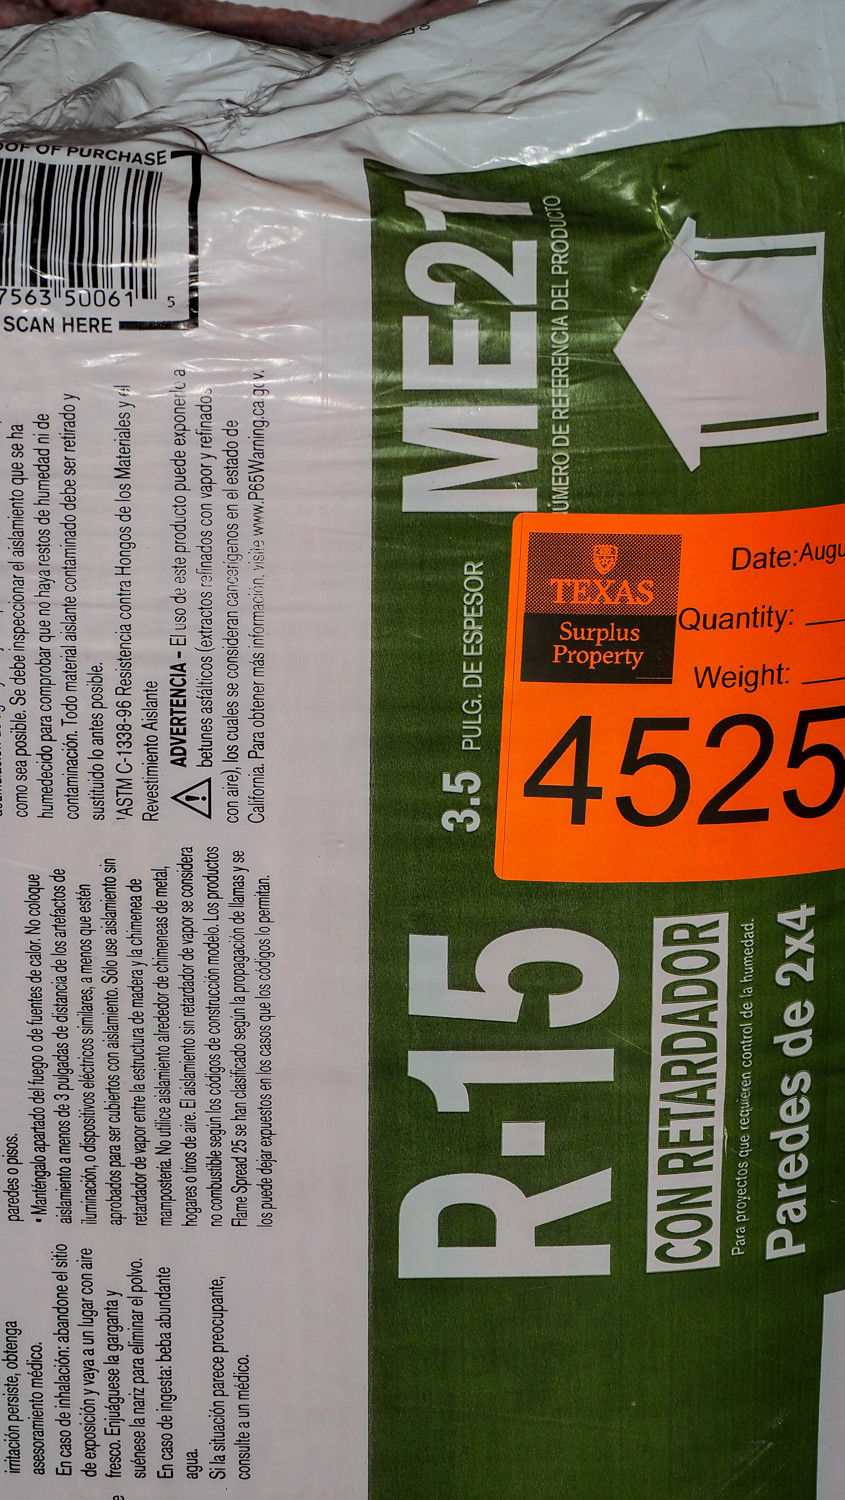 irritación persiste, obtenga
asesoramiento médico.
En caso de inhalación: abandone el sitio
de exposición y vaya a un lugar con aire
fresco. Enjuáguese la garganta y
suénese la nariz para eliminar el polvo.
En caso de ingesta: beba abundante
agua.
Si la situación parece preocupante,
consulte a un médico.
paredes o pisos.
• Manténgalo apartado del fuego o de fuentes de calor. No coloque
aislamiento a menos de 3 pulgadas de distancia de los artefactos de
iluminación, o dispositivos eléctricos similares, a menos que estén
aprobados para ser cubiertos con aislamiento. Sólo use aislamiento sin
retardador de vapor entre la estructura de madera y la chimenea de
mampostería. No utilice aislamiento alrededor de chimeneas de metal,
hogares o tiros de aire. El aislamiento sin retardador de vapor se considera
no combustible según los códigos de construcción modelo. Los productos
Flame Spread 25 se han clasificado según la propagación de llamas y se
los puede dejar expuestos en los casos que los códigos lo permitan.
como sea posible. Se debe inspeccionar el aislamiento que se ha
humedecido para comprobar que no haya restos de humedad ni de
contaminación. Todo material aislante contaminado debe ser retirado y
sustituido lo antes posible.
¹ASTM C-1338-96 Resistencia contra Hongos de los Materiales y el
Revestimiento Aislante
ADVERTENCIA – El uso de este producto puede exponerlo a
betunes asfálticos (extractos refinados con vapor y refinados
con aire), los cuales se consideran cancerígenos en el estado de
California. Para obtener más información, visite www.P65Warning.ca.gov.
OF OF PURCHASE
7563 50061 5
SCAN HERE
R-15
CON RETARDADOR
Para proyectos que requieren control de la humedad.
Paredes de 2x4
3.5 PULG. DE ESPESOR
ME21
ÚMERO DE REFERENCIA DEL PRODUCTO
TEXAS
Surplus
Property
Date:Augu
Quantity:
Weight:
4525